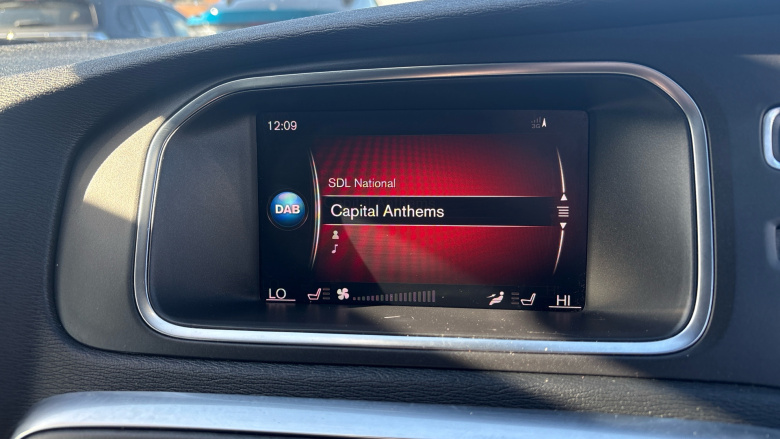 12:09
SDL National
DAB
Capital Anthems
LO
HI